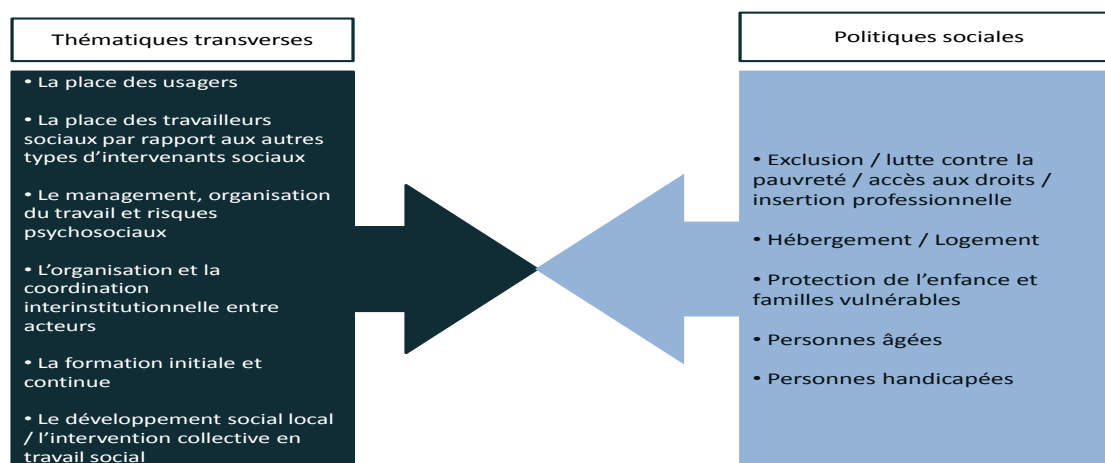 Thématiques transverses
• La place des usagers
• La place des travailleurs
sociaux par rapport aux autres
types d’intervenants sociaux
• Le management, organisation
du travail et risques
psychosociaux
• L’organisation et la
coordination
interinstitutionnelle entre
acteurs
• La formation initiale et
continue
• Le développement social local
/ l’intervention collective en
travail social
Politiques sociales
• Exclusion / lutte contre la
pauvreté / accès aux droits /
insertion professionnelle
• Hébergement / Logement
• Protection de l’enfance et
familles vulnérables
• Personnes âgées
• Personnes handicapées